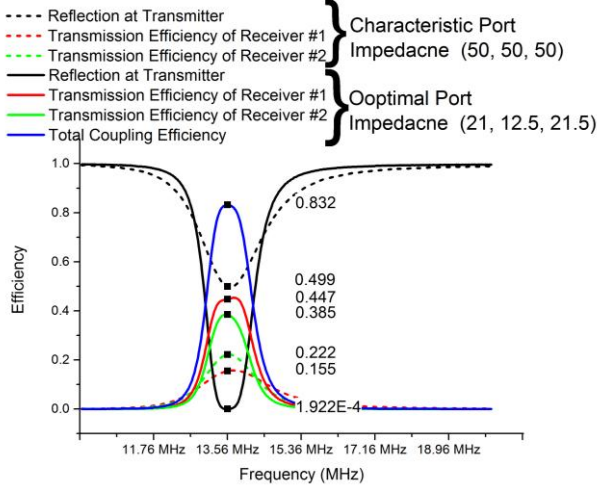 Reflection at Transmitter
Transmission Efficiency of Receiver #1
Transmission Efficiency of Receiver #2
Characteristic Port
Impedacne (50, 50, 50)
Reflection at Transmitter
Transmission Efficiency of Receiver #1
Transmission Efficiency of Receiver #2
Total Coupling Efficiency
Ooptimal Port
Impedacne (21, 12.5, 21.5)
1.0
0.8
0.6
0.4
0.2
0.0
Efficiency
0.832
0.499
0.447
0.385
0.222
0.155
1.922E-4
11.76 MHz 13.56 MHz 15.36 MHz 17.16 MHz 18.96 MHz
Frequency (MHz)